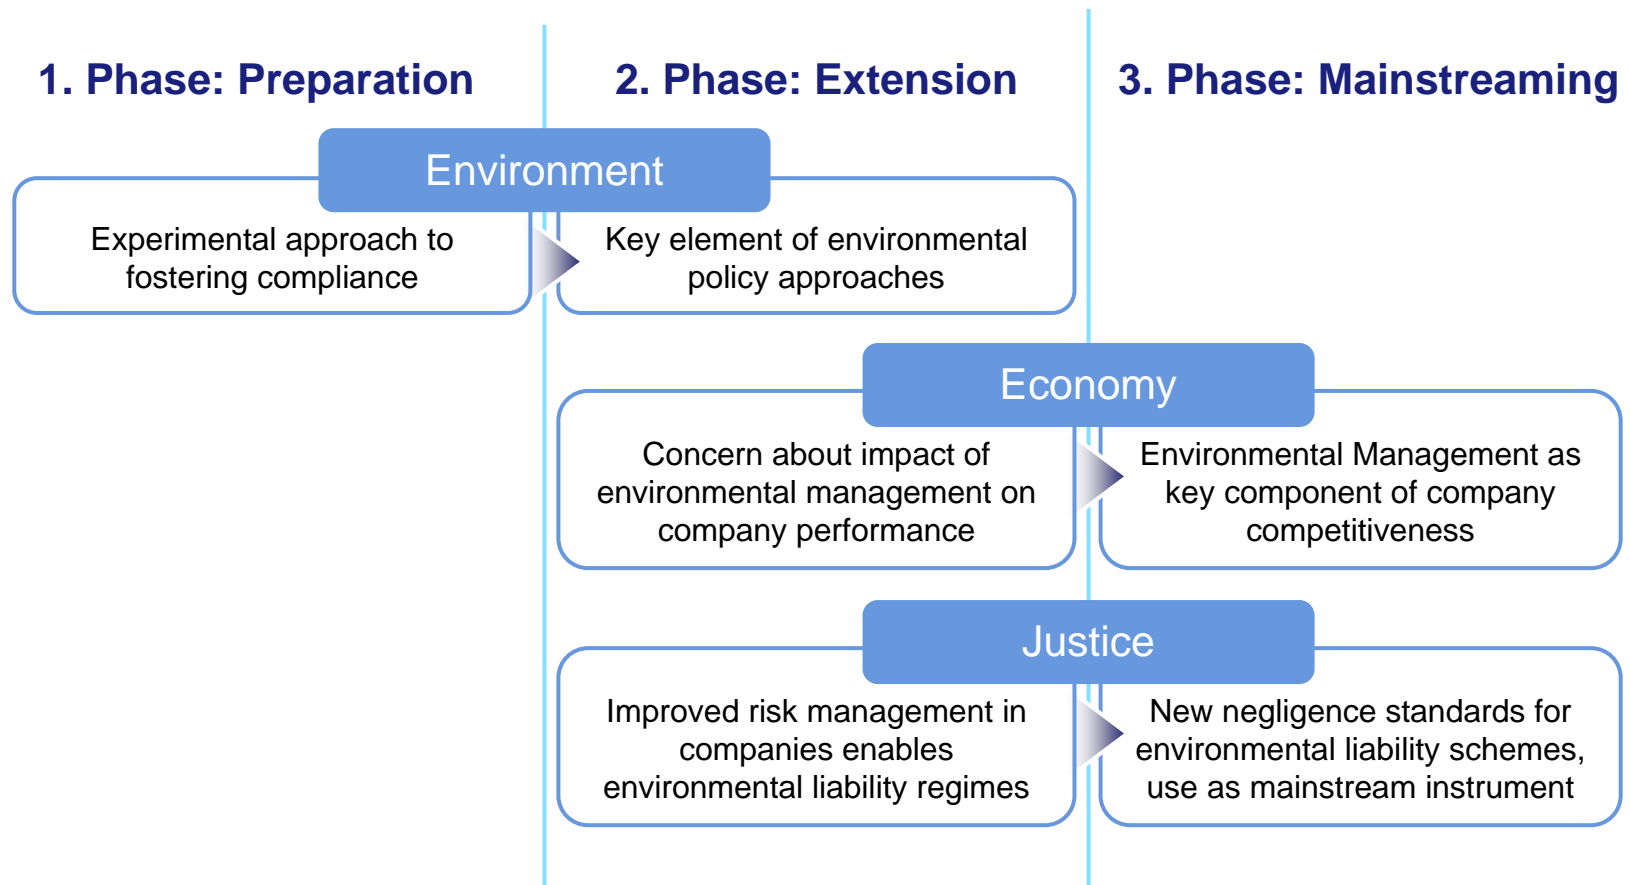 1. Phase: Preparation
2. Phase: Extension
3. Phase: Mainstreaming
Environment
Experimental approach to
fostering compliance
Key element of environmental
policy approaches
Economy
Concern about impact of
environmental management on
company performance
Environmental Management as
key component of company
competitiveness
Justice
Improved risk management in
companies enables
environmental liability regimes
New negligence standards for
environmental liability schemes,
use as mainstream instrument